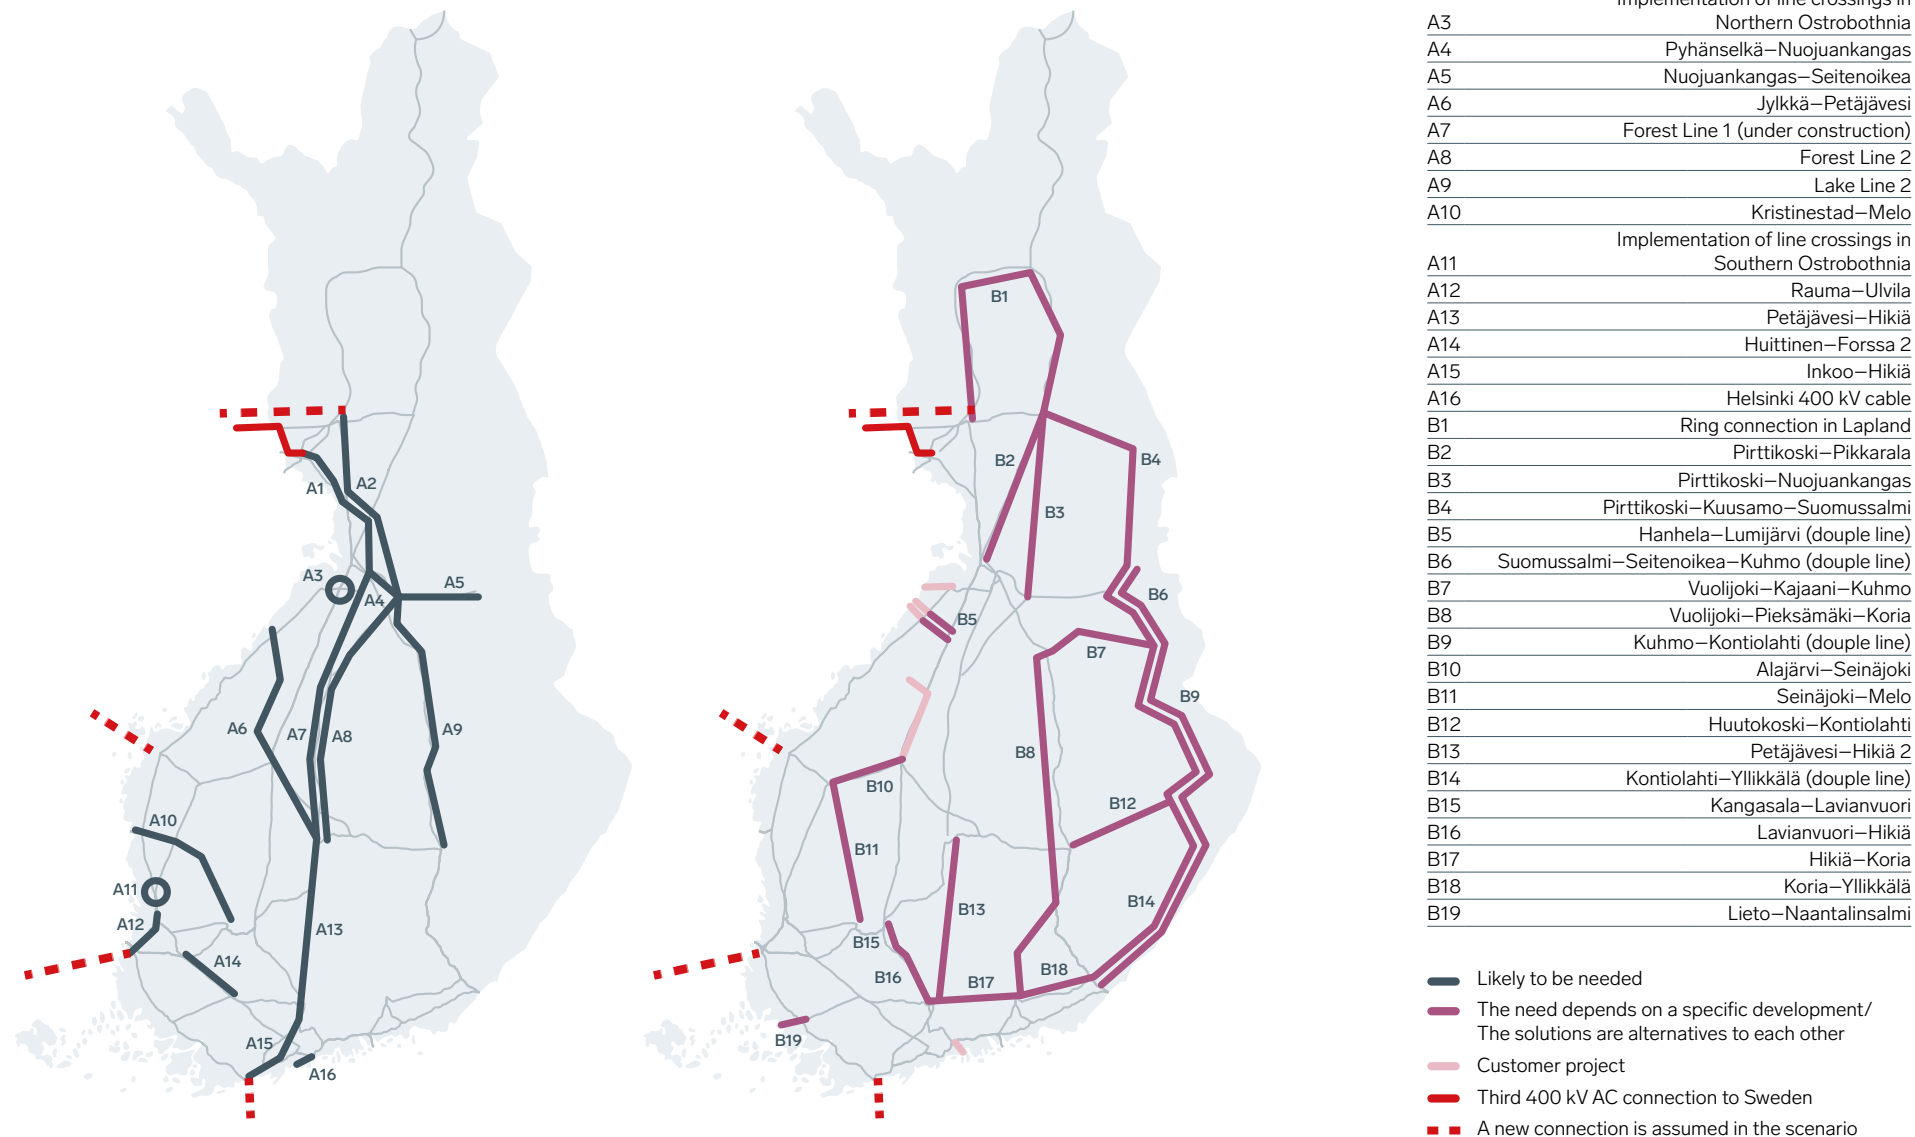 A1
A2
A3
A4
A5
A6
A7
A8
A9
A10
A11
A12
A13
A14
A15
A16
B1
B2
B3
B4
B5
B6
B7
B8
B9
B10
B11
B12
B13
B14
B15
B16
B17
B18
B19
Implementation of line crossings in
A3 Northern Ostrobothnia
A4 Pyhänselkä–Nuojuankangas
A5 Nuojuankangas–Seitenoikea
A6 Jylkkä–Petäjävesi
A7 Forest Line 1 (under construction)
A8 Forest Line 2
A9 Lake Line 2
A10 Kristinestad–Melo
Implementation of line crossings in
A11 Southern Ostrobothnia
A12 Rauma–Ulvila
A13 Petäjävesi–Hikiä
A14 Huittinen–Forssa 2
A15 Inkoo–Hikiä
A16 Helsinki 400 kV cable
B1 Ring connection in Lapland
B2 Pirttikoski–Pikkarala
B3 Pirttikoski–Nuojuankangas
B4 Pirttikoski–Kuusamo–Suomussalmi
B5 Hanhela–Lumijärvi (douple line)
B6 Suomussalmi–Seitenoikea–Kuhmo (douple line)
B7 Vuolijoki–Kajaani–Kuhmo
B8 Vuolijoki–Pieksämäki–Koria
B9 Kuhmo–Kontiolahti (douple line)
B10 Alajärvi–Seinäjoki
B11 Seinäjoki–Melo
B12 Huutokoski–Kontiolahti
B13 Petäjävesi–Hikiä 2
B14 Kontiolahti–Yllikkälä (douple line)
B15 Kangasala–Lavianvuori
B16 Lavianvuori–Hikiä
B17 Hikiä–Koria
B18 Koria–Yllikkälä
B19 Lieto–Naantalinsalmi
Likely to be needed
The need depends on a specific development/
The solutions are alternatives to each other
Customer project
Third 400 kV AC connection to Sweden
A new connection is assumed in the scenario